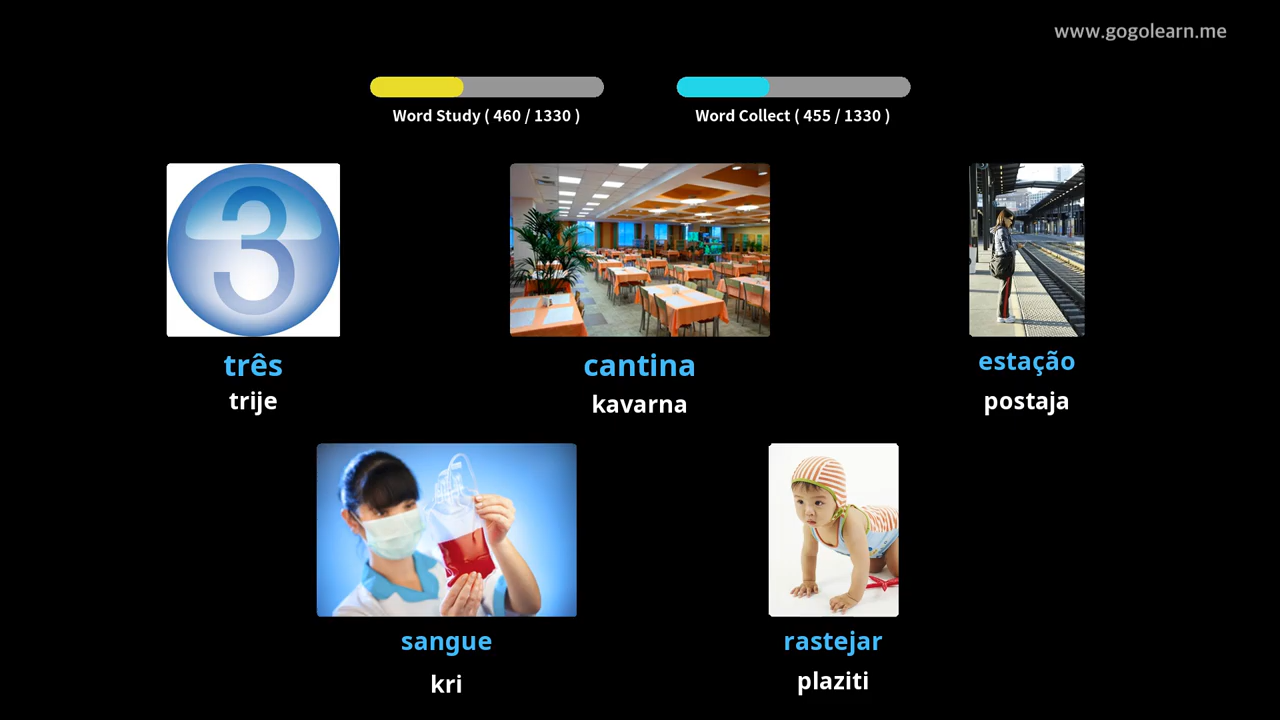 www.gogolearn.me
Word Study ( 460 / 1330 )
Word Collect ( 455 / 1330 )
3
três
trije
cantina
kavarna
estação
postaja
sangue
kri
rastejar
plaziti